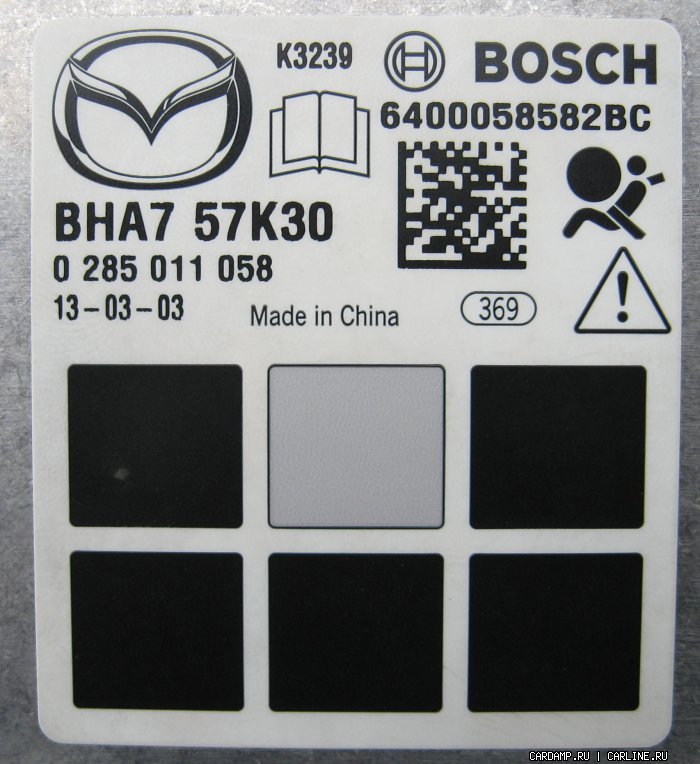 K3239
BOSCH
6400058582BC
BHA7 57K30
0 285 011 058
13-03-03
Made in China
369
CARDAMP.RU | CARLINE.RU